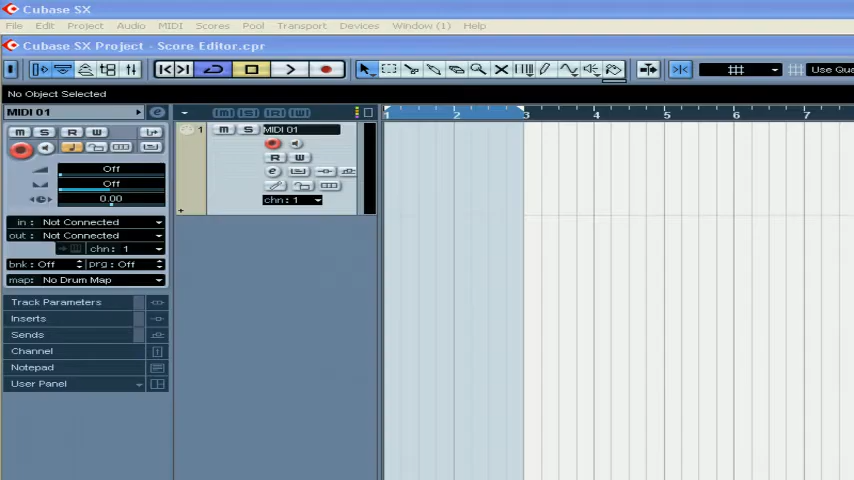 Cubase SX
File Edit Project Audio MIDI Scores Pool Transport Devices Window (1) Help
Cubase SX Project - Score Editor.cpr
Use Qua
No Object Selected
MIDI 01
1 2 3 4 5 6 7
1 M S MIDI 01
M S R W
R W
Off
Off
0.00
chn: 1
in : Not Connected
out: Not Connected
chn: 1
bnk : Off prg : Off
map: No Drum Map
Track Parameters
Inserts
Sends
Channel
Notepad
User Panel